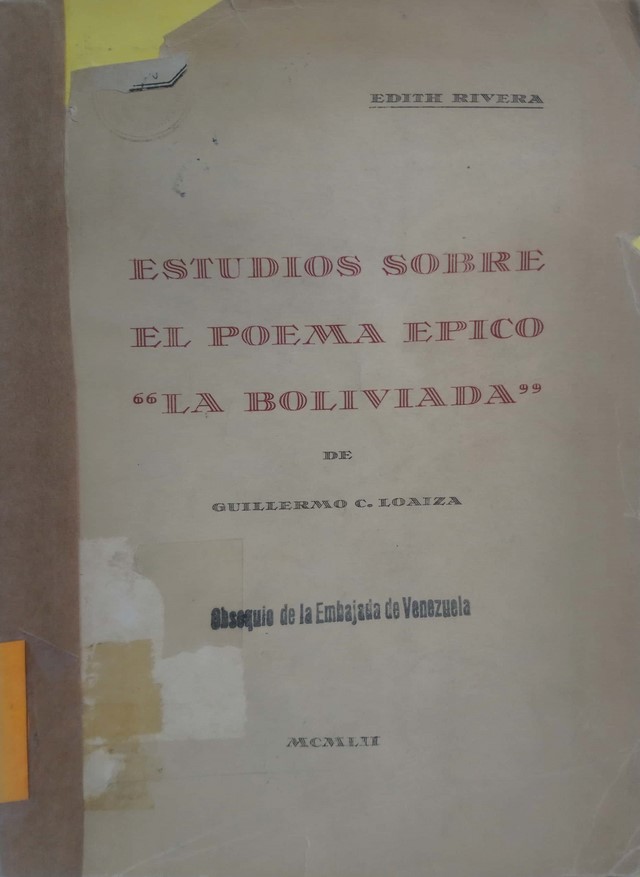 EDITH RIVERA
ESTUDIOS SOBRE
EL POEMA EPICO
“LA BOLIVIADA”
DE
GUILLERMO C. LOAIZA
Obsequio de la Embajada de Venezuela
MCMLII